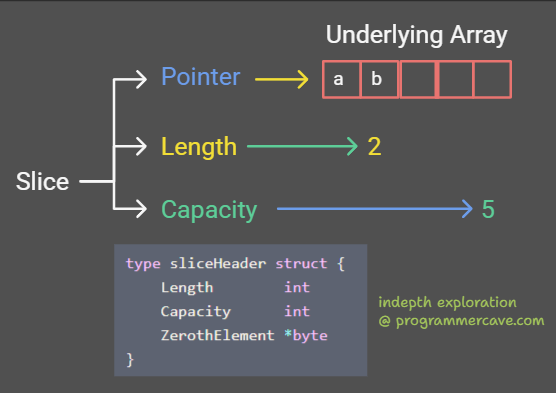 Underlying Array
Pointer
a b
Length
2
Slice
Capacity
5
type sliceHeader struct {
    Length        int
    Capacity      int
    ZerothElement *byte
}
indepth exploration
@ programmercave.com